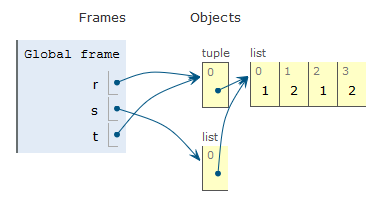 Frames Objects
Global frame
r
s
t
tuple
0
list
0 1 2 3
1 2 1 2
list
0